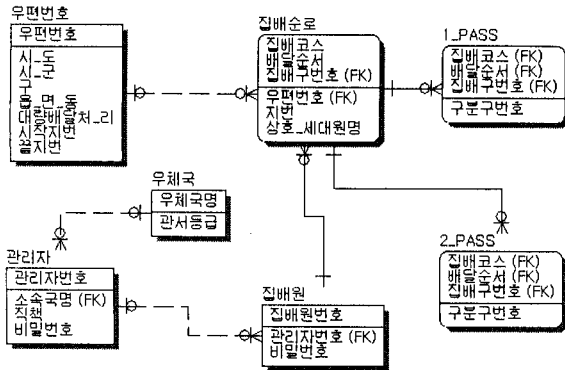 우편번호
우편번호
시_도
시_군
구
읍_면_동
대량배달처_리
시작지번
끝지번
집배순로
집배코스
배달순서
집배구번호 (FK)
우편번호 (FK)
지번
상호_세대원명
1_PASS
집배코스 (FK)
배달순서 (FK)
집배구번호 (FK)
구분구번호
우체국
우체국명
관서등급
2_PASS
집배코스 (FK)
배달순서 (FK)
집배구번호 (FK)
구분구번호
관리자
관리자번호
소속국명 (FK)
직책
비밀번호
집배원
집배원번호
관리자번호 (FK)
비밀번호